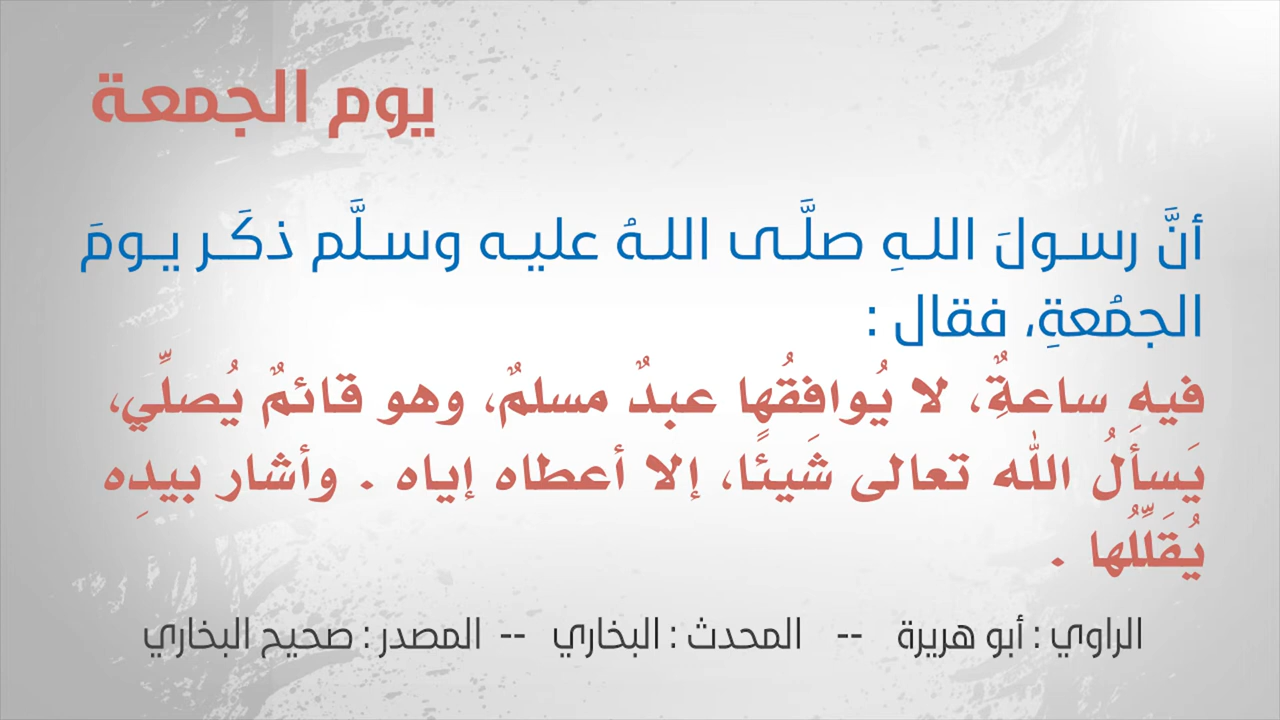 يوم الجمعة
أنَّ رسولَ اللهِ صلَّى اللهُ عليه وسلَّم ذكَر يومَ
الجمُعةِ، فقال :
فيهِ ساعةٌ، لا يُوافقُها عبدٌ مسلمٌ، وهو قائمٌ يُصلِّي،
يَسأَلُ الله تعالى شَيئًا، إلا أعطاه إياه . وأشار بيدِه
يُقَلِّلُها .
الراوي : أبو هريرة -- المحدث : البخاري -- المصدر : صحيح البخاري